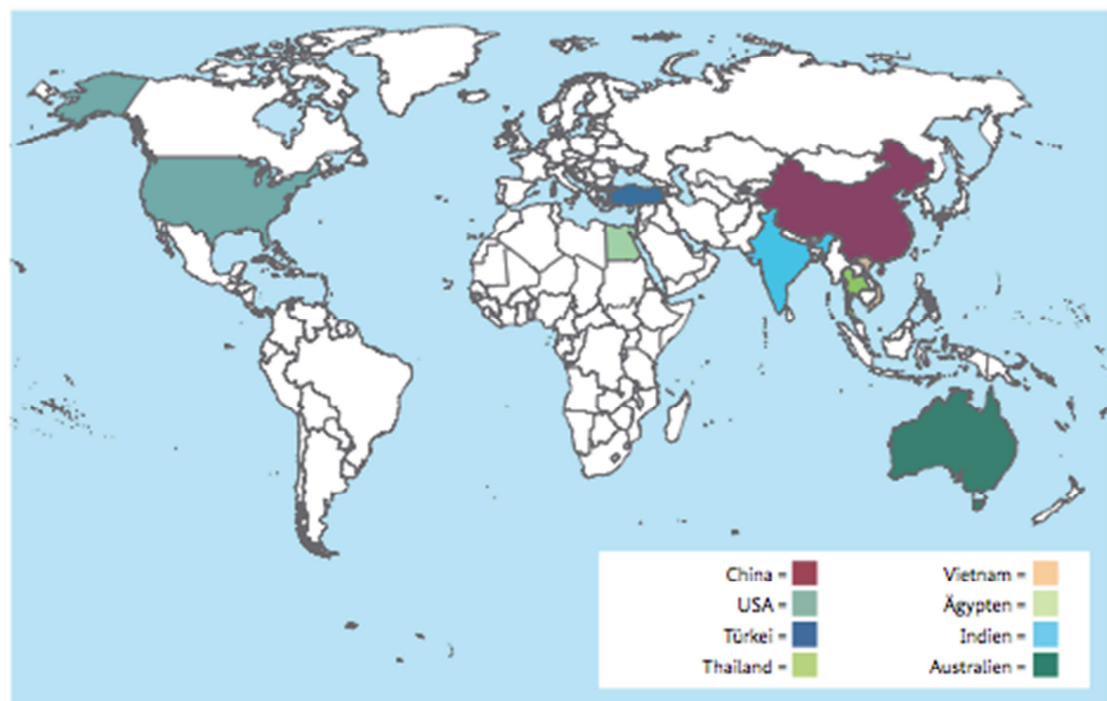 China =
USA =
Türkei =
Thailand =
Vietnam =
Ägypten =
Indien =
Australien =